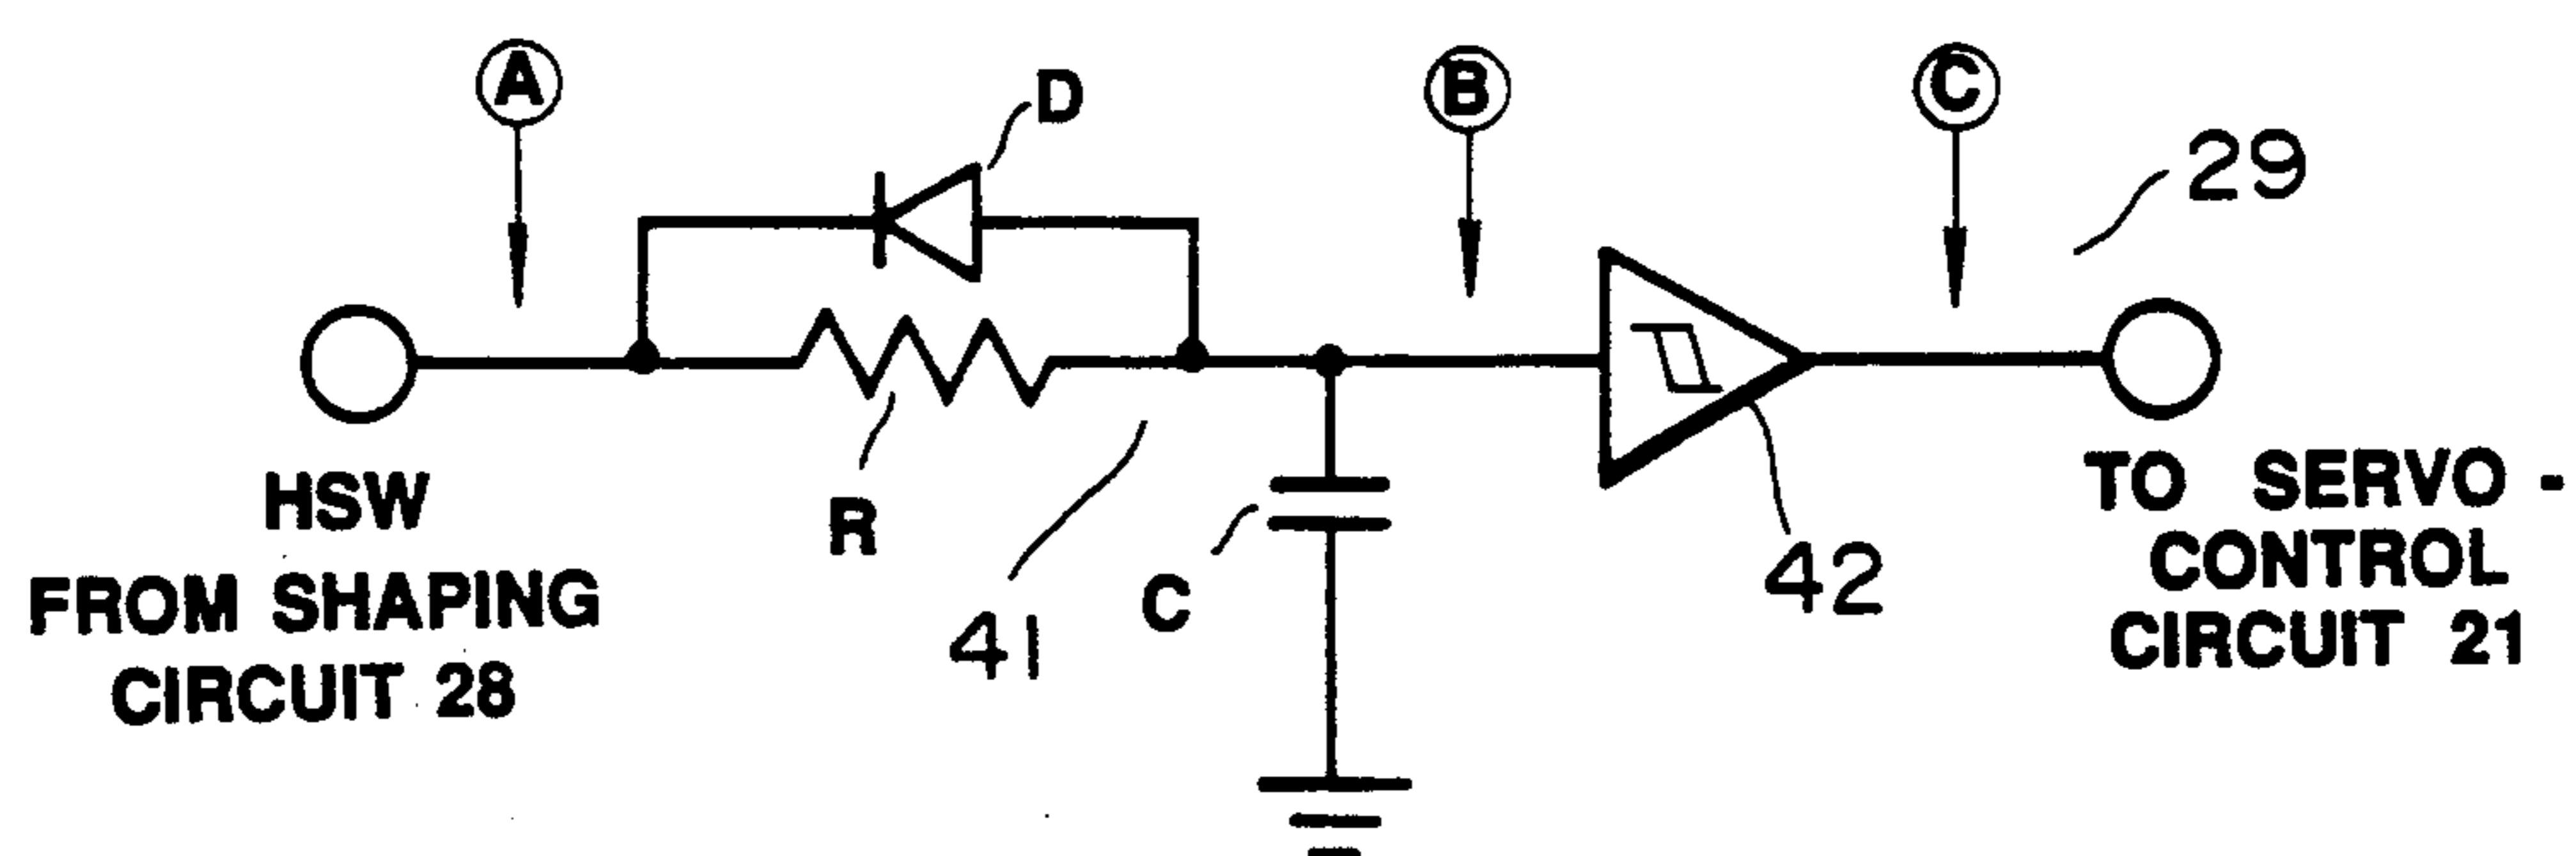 A
D
B
C
29
R
41
C
42
HSW
FROM SHAPING
CIRCUIT 28
TO SERVO -
CONTROL
CIRCUIT 21